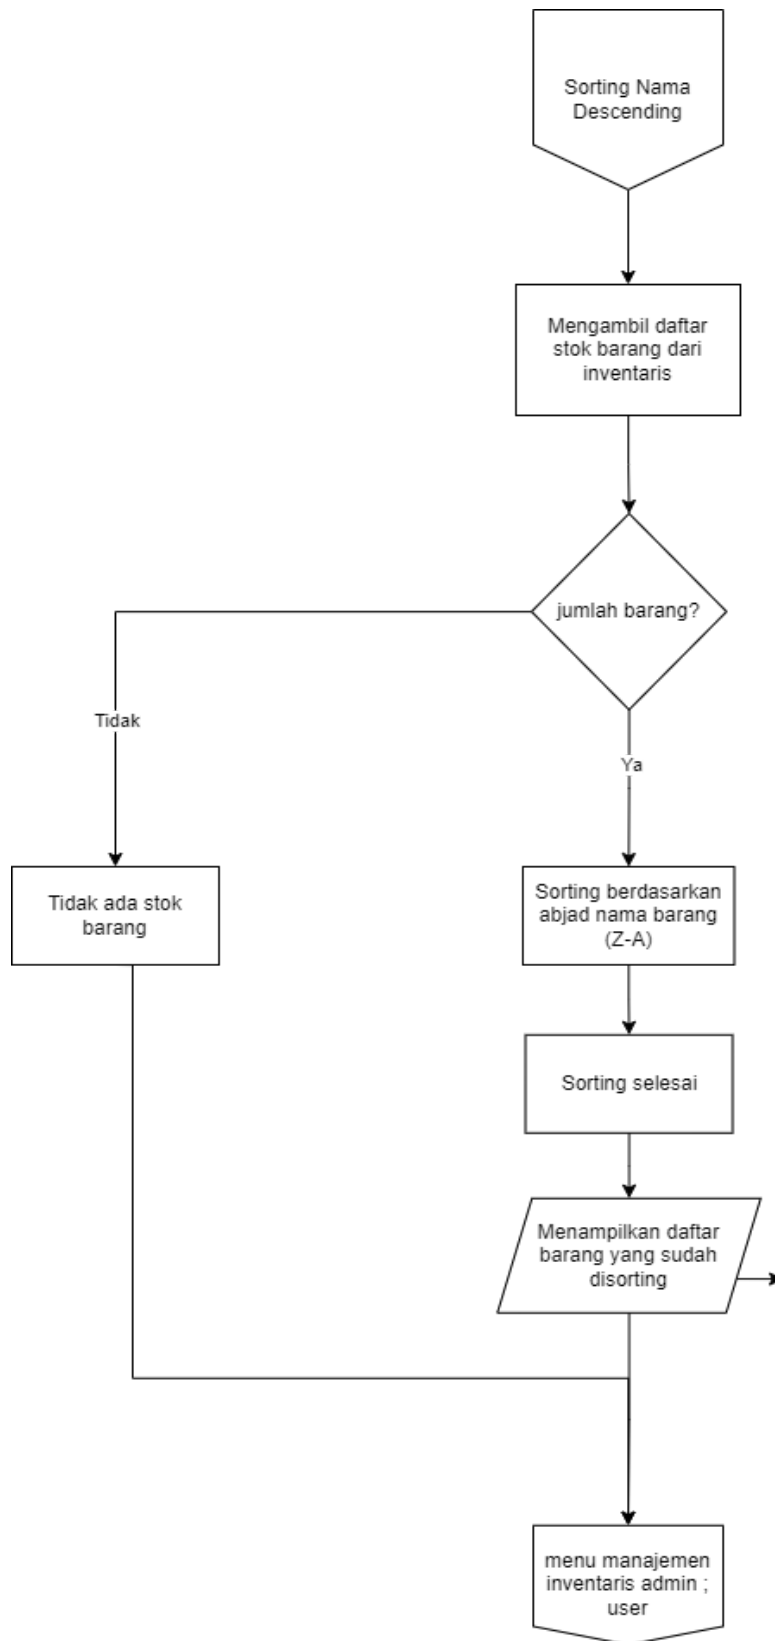 Sorting Nama
Descending
Mengambil daftar
stok barang dari
inventaris
jumlah barang?
Tidak
Ya
Tidak ada stok
barang
Sorting berdasarkan
abjad nama barang
(Z-A)
Sorting selesai
Menampilkan daftar
barang yang sudah
disorting
menu manajemen
inventaris admin ;
user